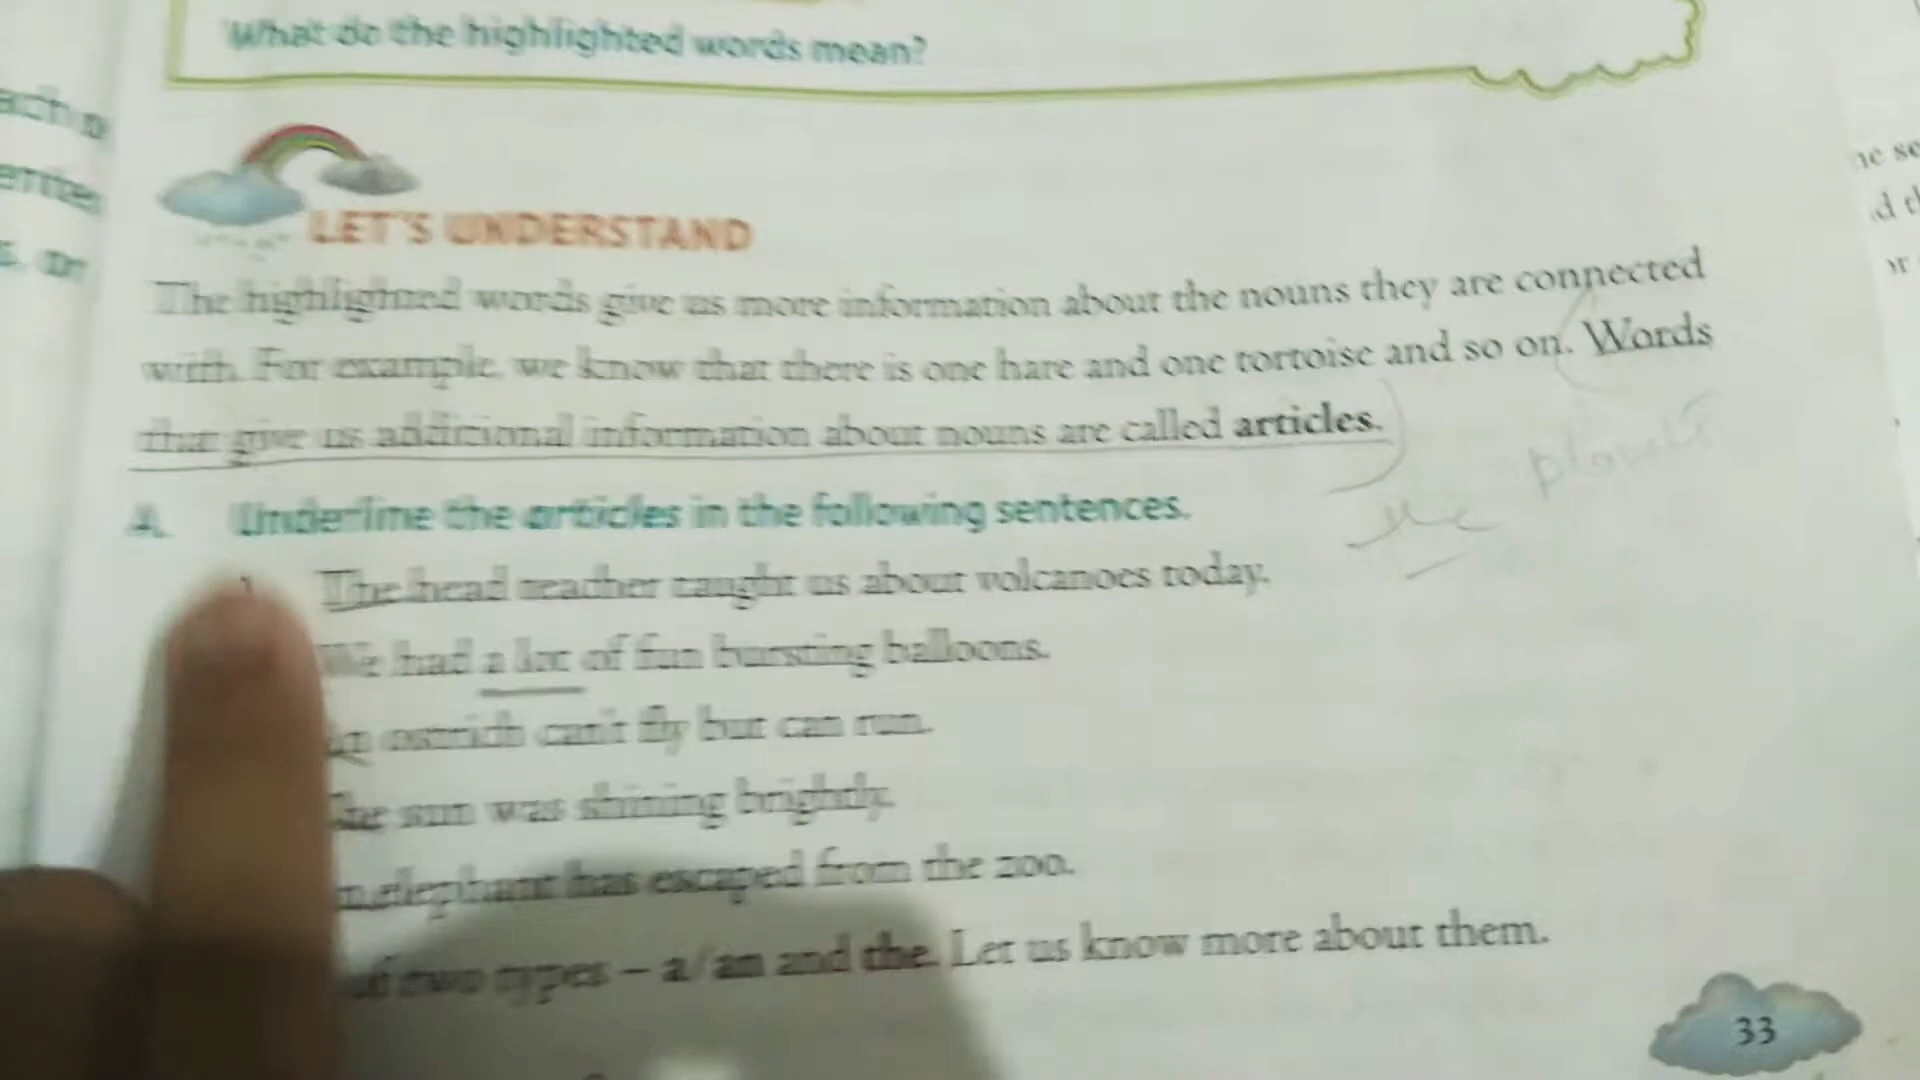 What do the highlighted words mean?
LET'S UNDERSTAND
The highlighted words give us more information about the nouns they are connected
with. For example, we know that there is one hare and one tortoise and so on. Words
that give us additional information about nouns are called articles.
A. Underline the articles in the following sentences.
1. The head teacher taught us about volcanoes today.
We had a lot of fun bursting balloons.
An ostrich can't fly but can run.
The sun was shining brightly.
elephant has escaped from the zoo.
of two types – a/an and the. Let us know more about them.
33